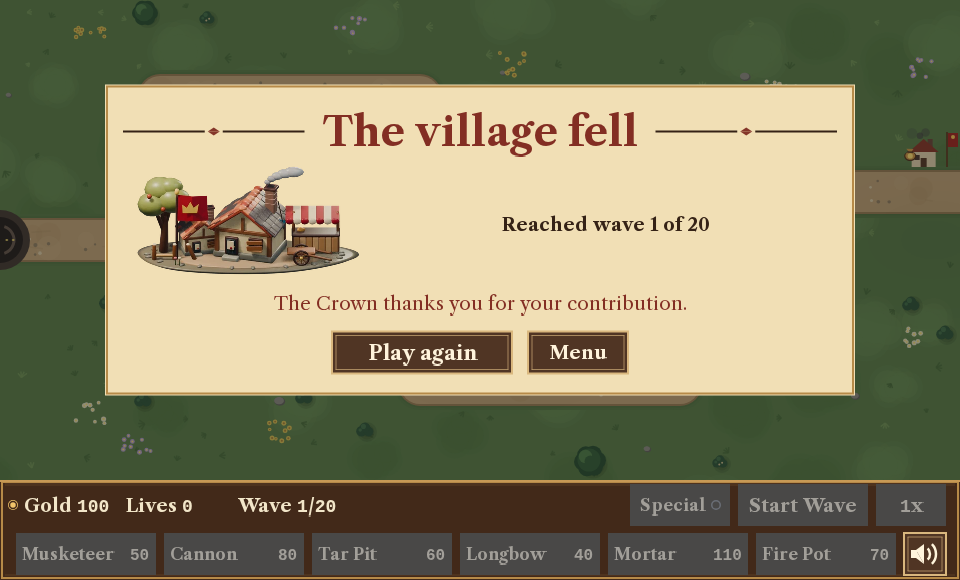 The village fell
Reached wave 1 of 20
The Crown thanks you for your contribution.
Play again
Menu
Gold 100 Lives 0 Wave 1/20
Special
Start Wave
1x
Musketeer 50
Cannon 80
Tar Pit 60
Longbow 40
Mortar 110
Fire Pot 70